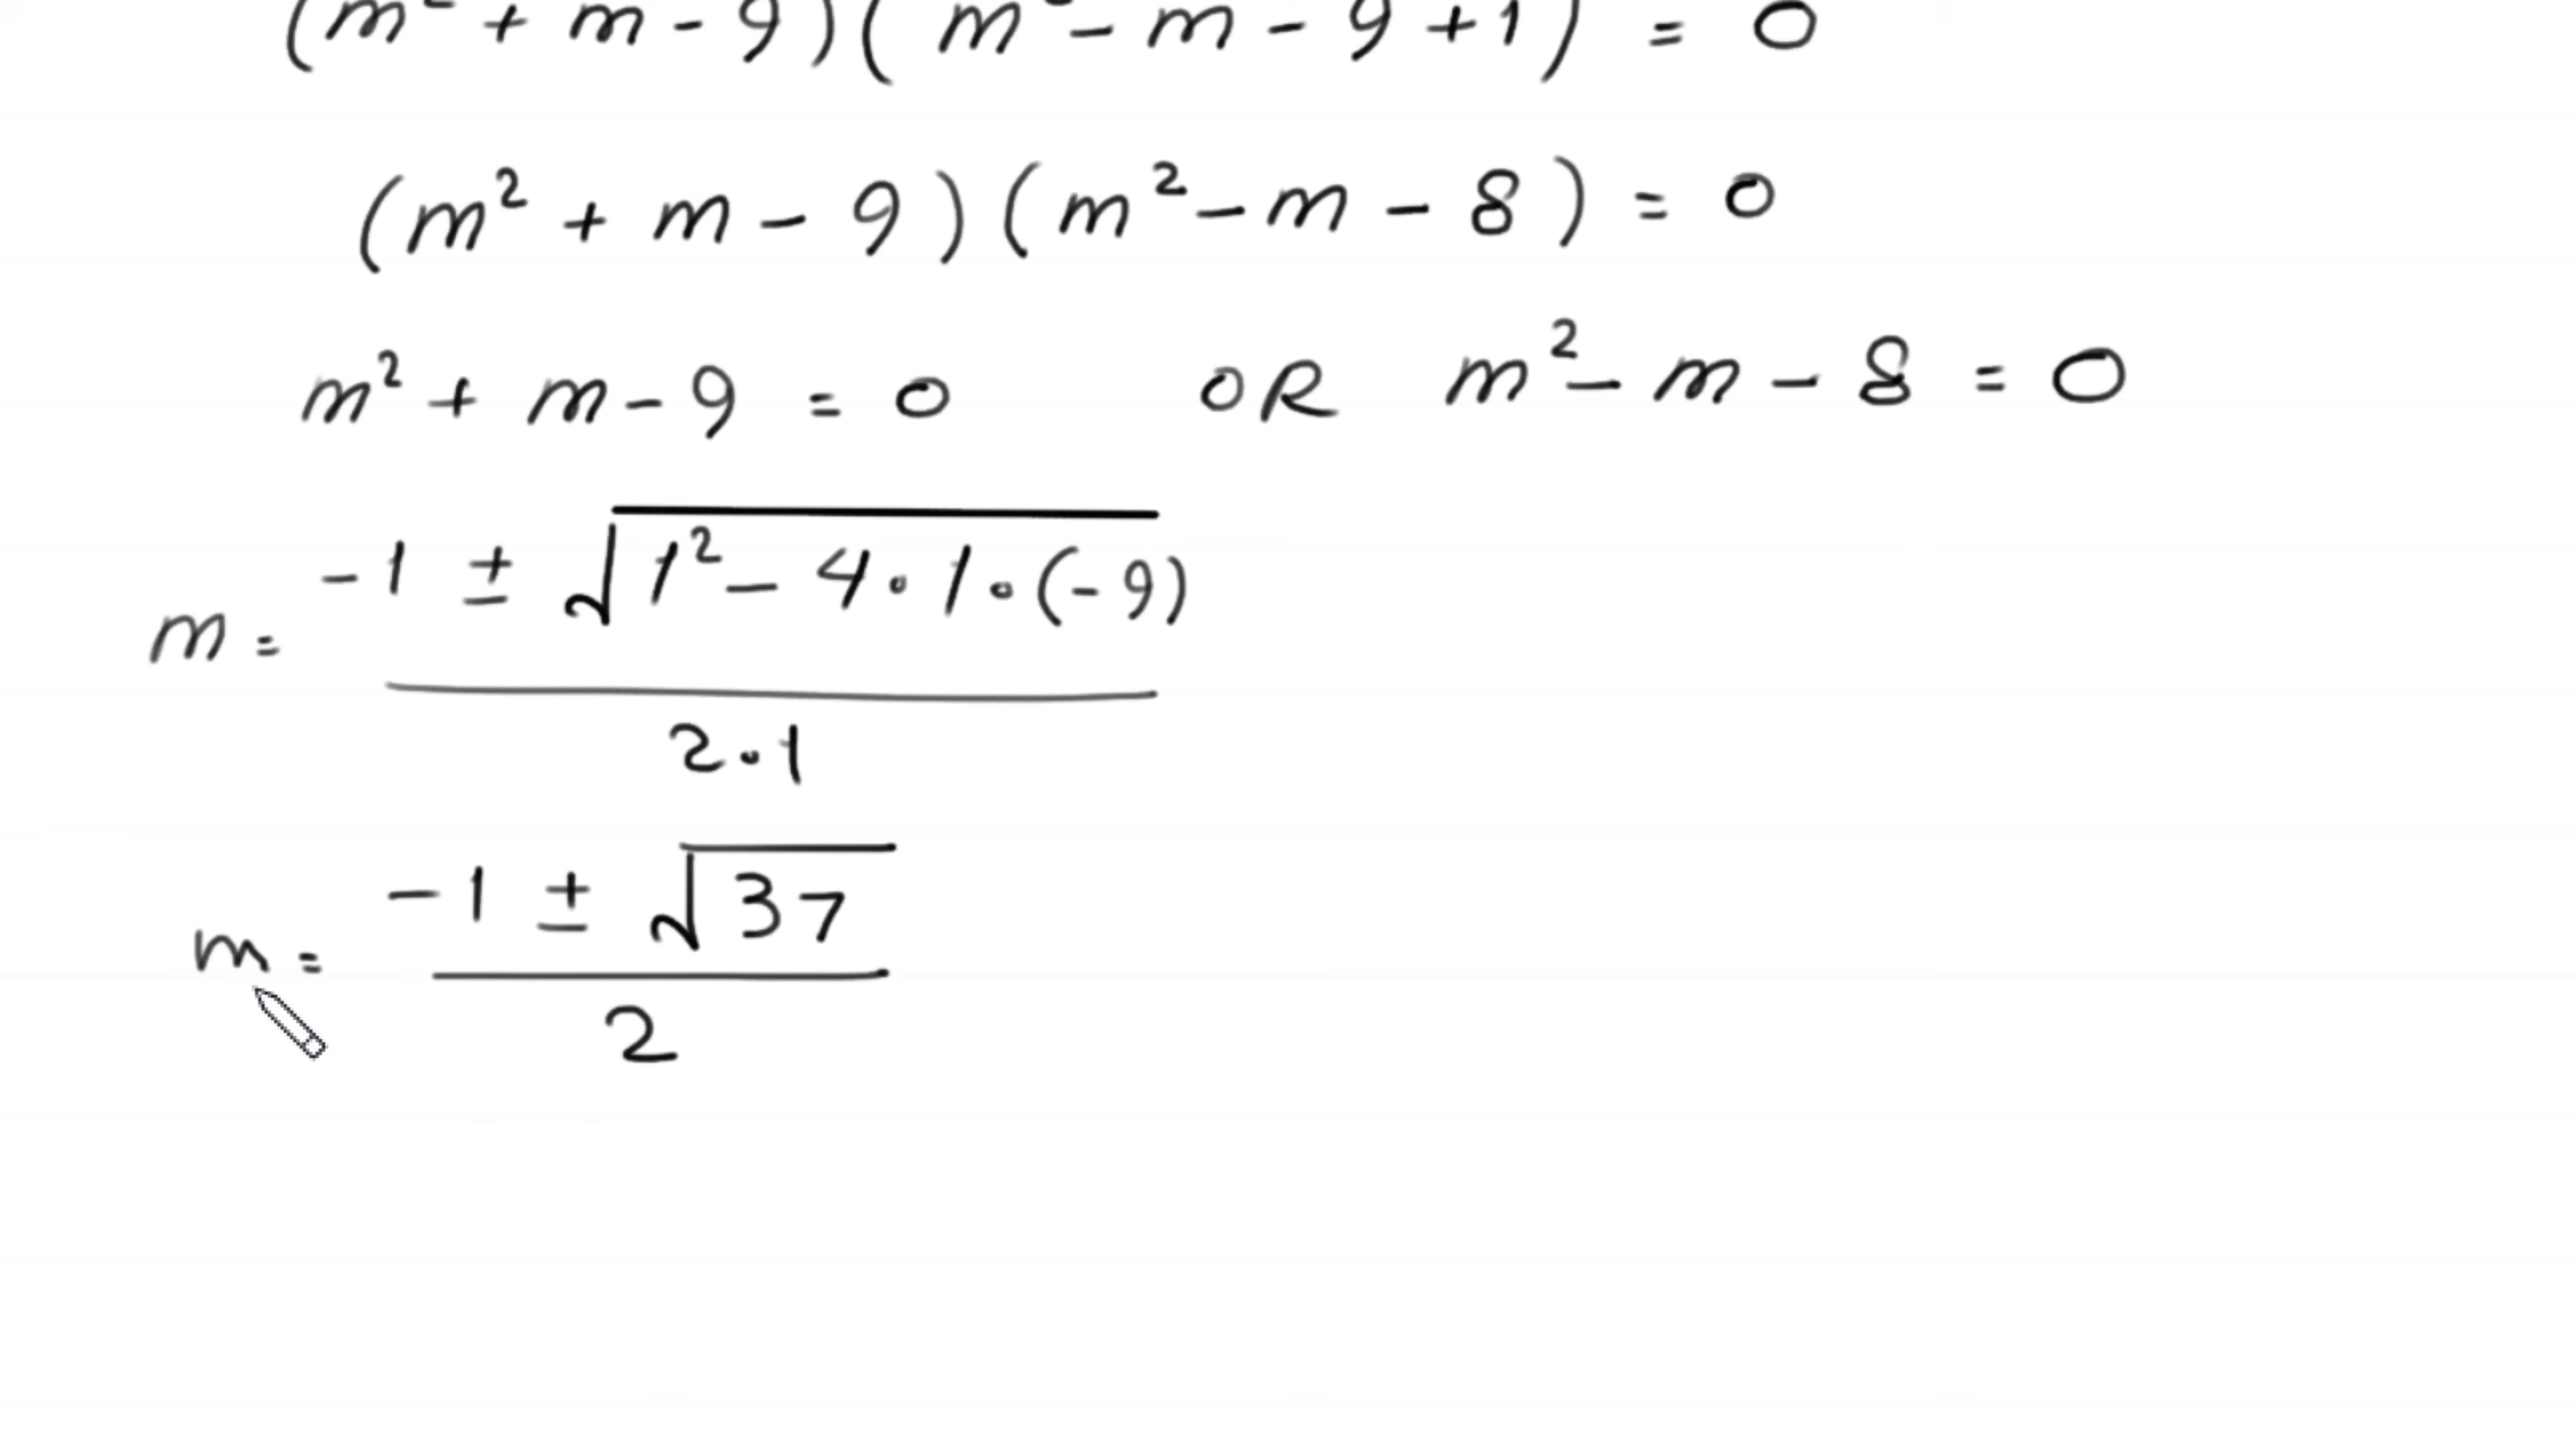 (m² + m - 9)(m² - m - 9 + 1) = 0
(m² + m - 9)(m² - m - 8) = 0
m² + m - 9 = 0 OR m² - m - 8 = 0
m = (-1 ± √(1² - 4·1·(-9))) / (2·1)
m = (-1 ± √37) / 2